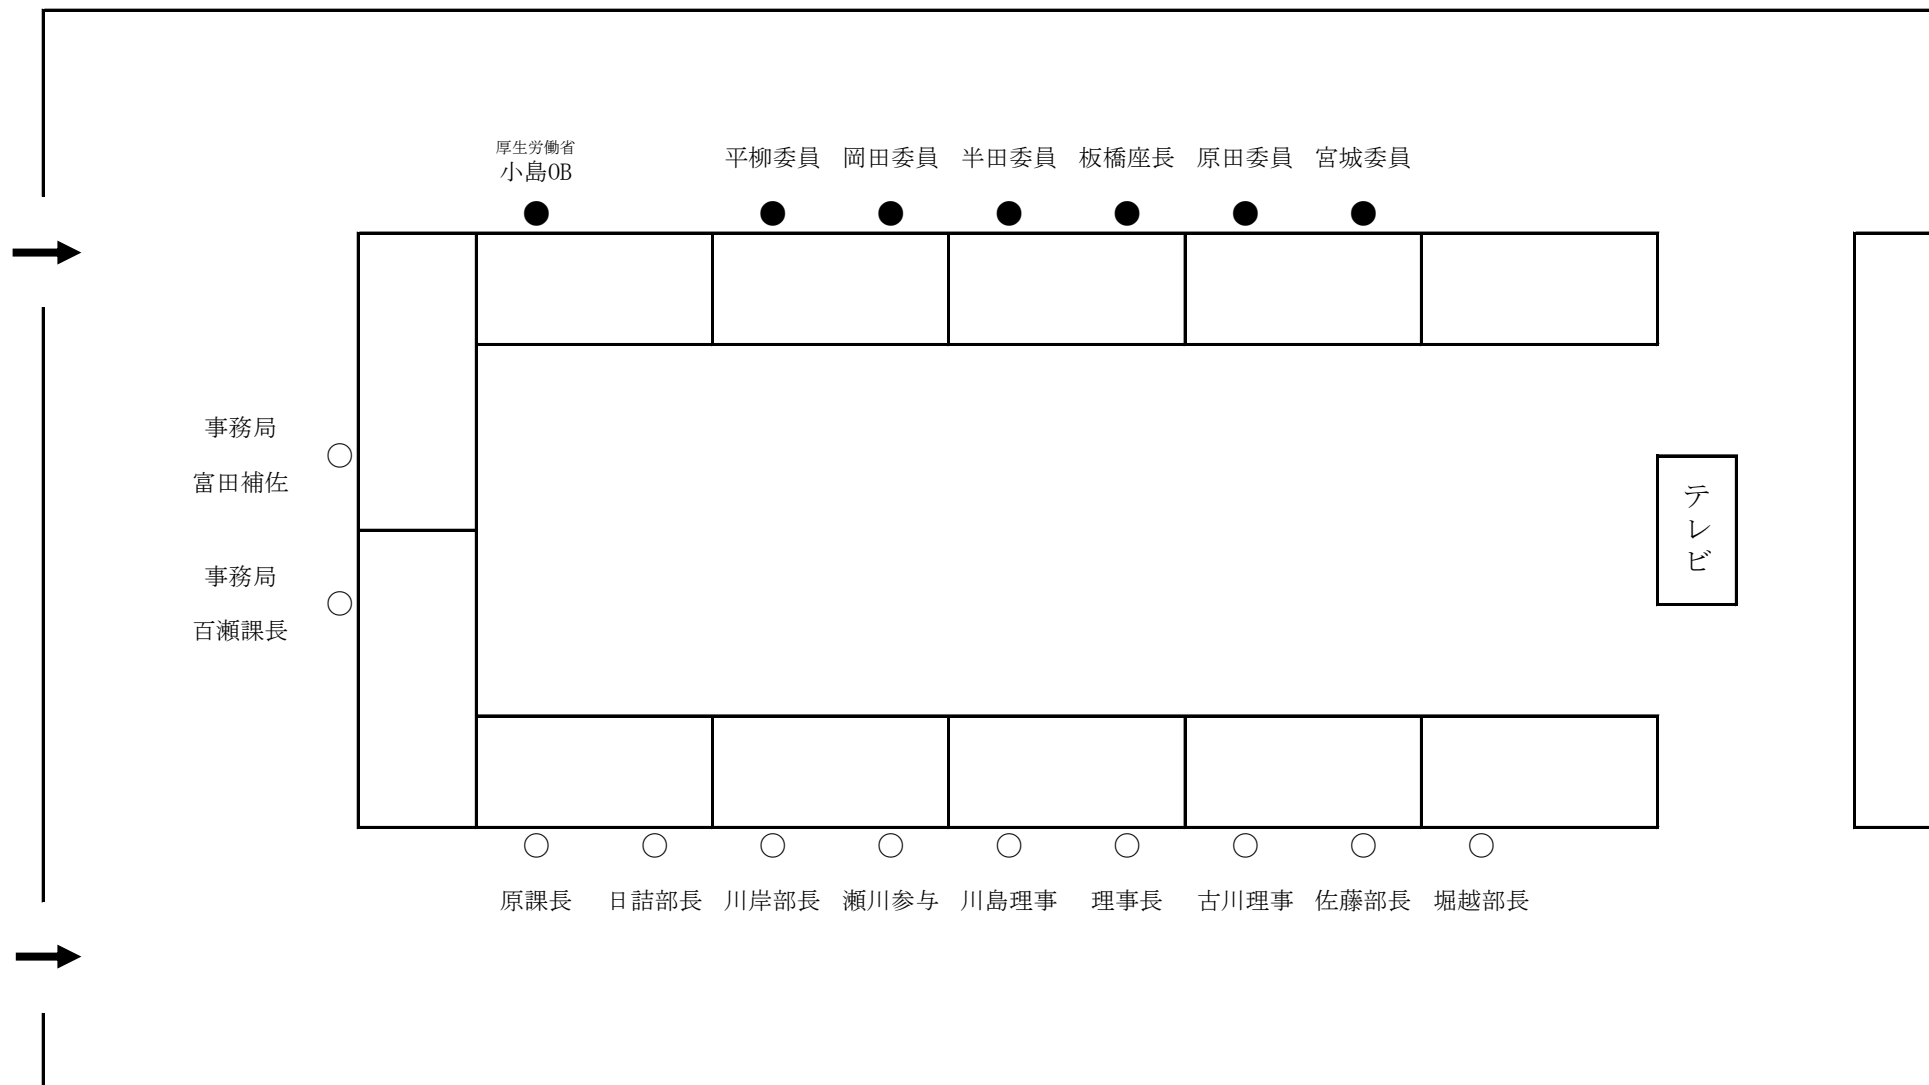 厚生労働省
小島OB
平柳委員
岡田委員
半田委員
板橋座長
原田委員
宮城委員
事務局
富田補佐
事務局
百瀬課長
テレビ
原課長
日詰部長
川岸部長
瀬川参与
川島理事
理事長
古川理事
佐藤部長
堀越部長